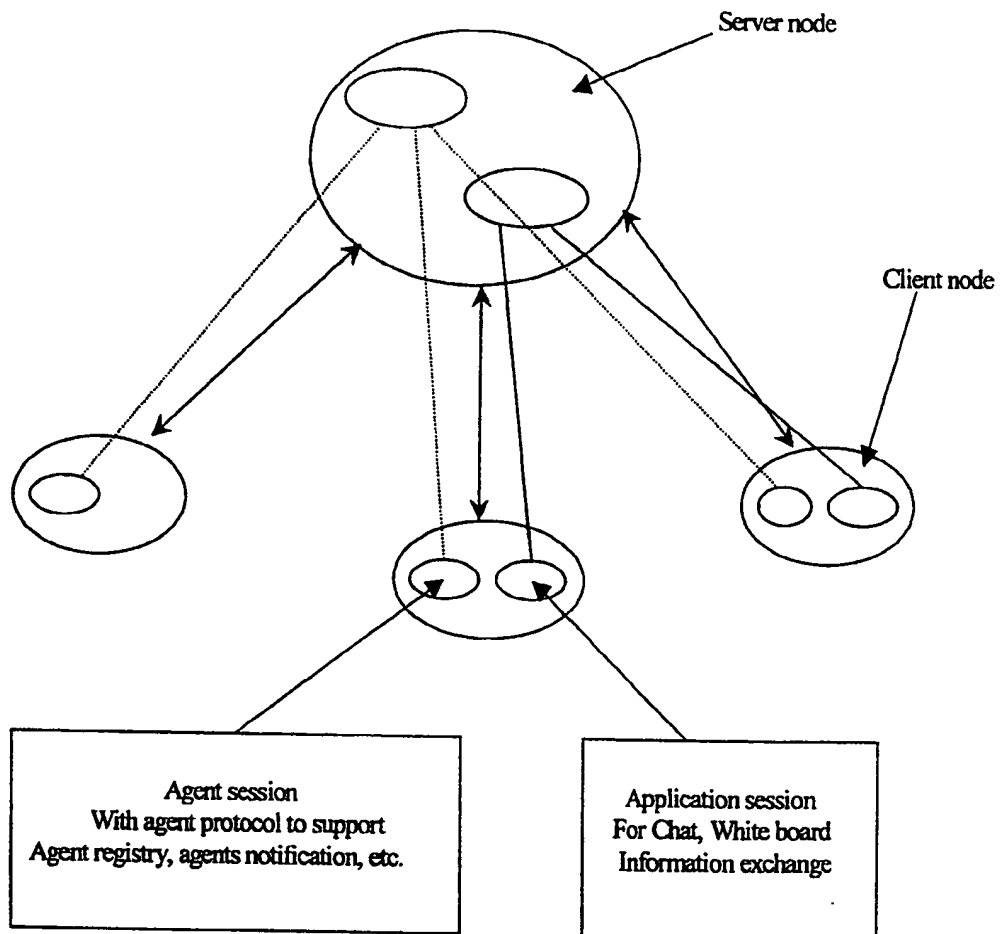 Server node
Client node
Agent session
With agent protocol to support
Agent registry, agents notification, etc.
Application session
For Chat, White board
Information exchange